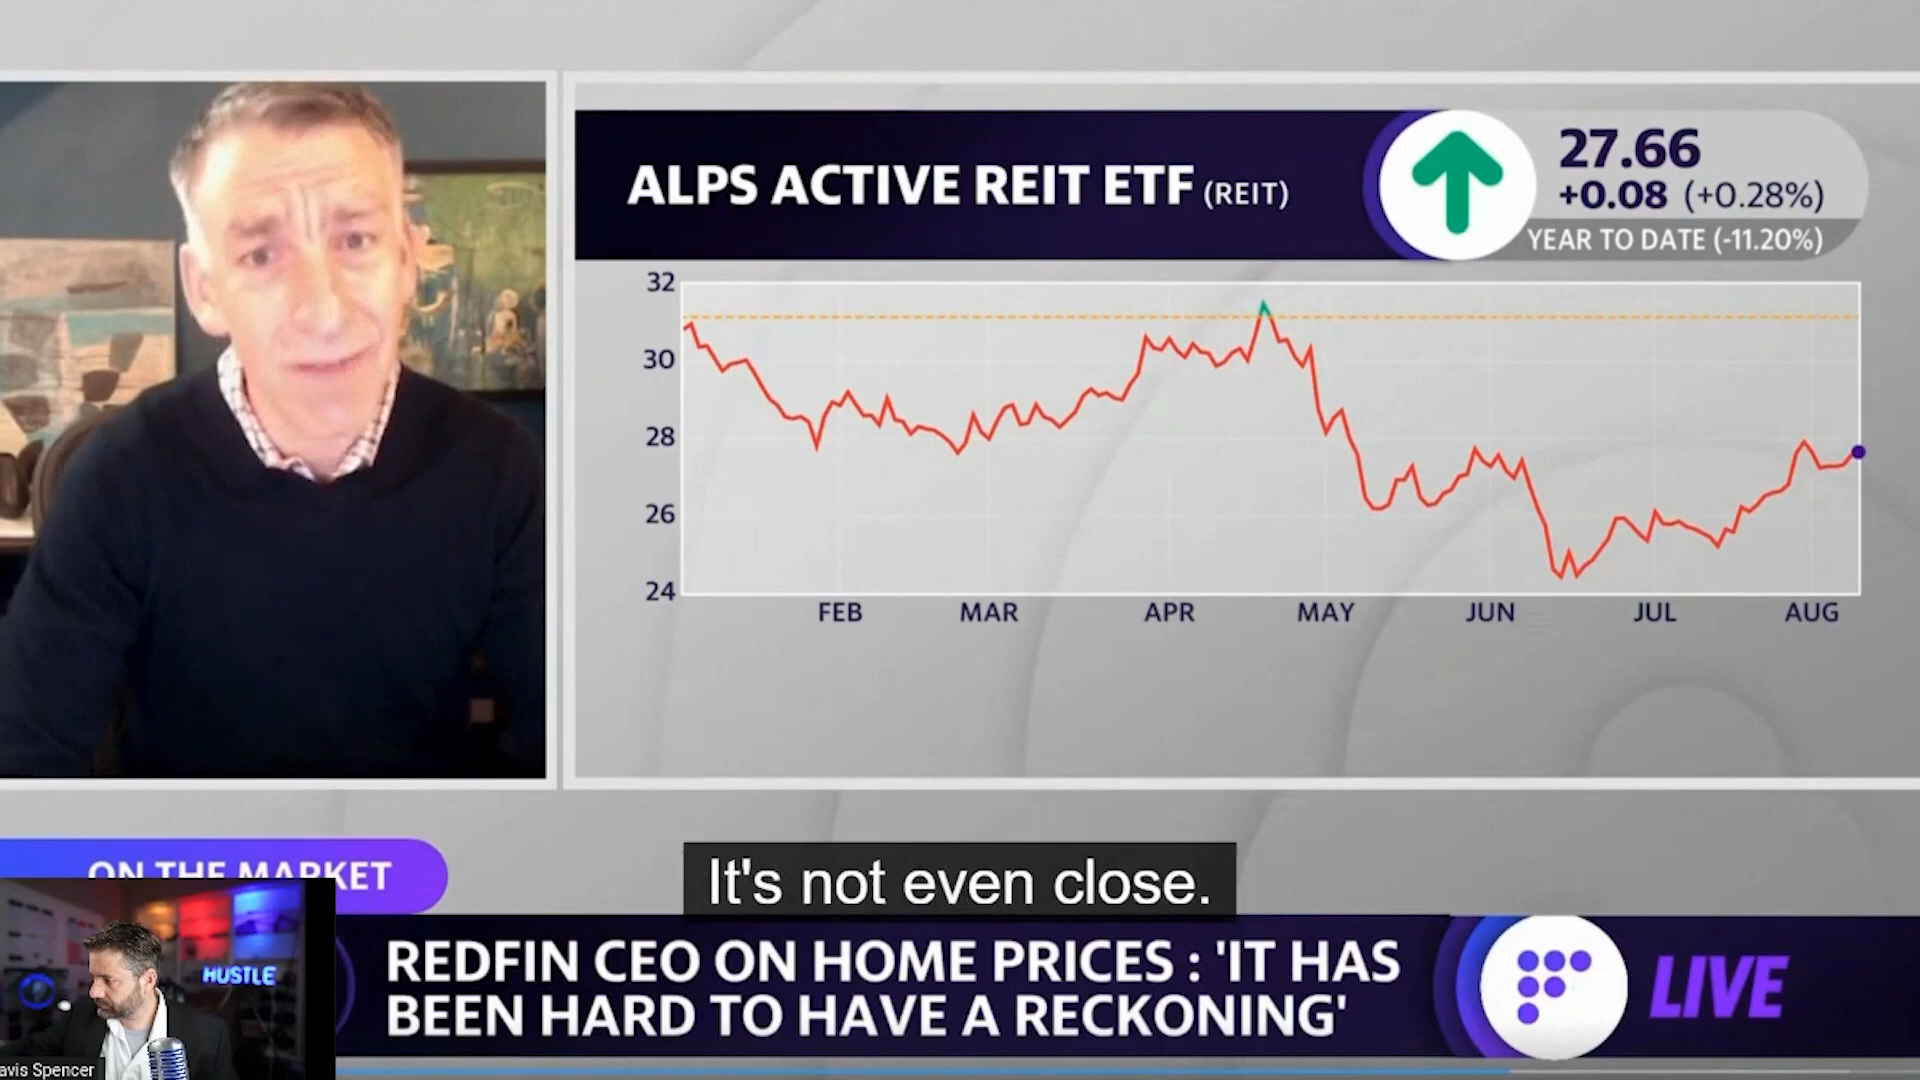 ALPS ACTIVE REIT ETF (REIT)
27.66
+0.08 (+0.28%)
YEAR TO DATE (-11.20%)
32
30
28
26
24
FEB MAR APR MAY JUN JUL AUG
ON THE MARKET
It's not even close.
HUSTLE
REDFIN CEO ON HOME PRICES : 'IT HAS
BEEN HARD TO HAVE A RECKONING'
LIVE
avis Spencer